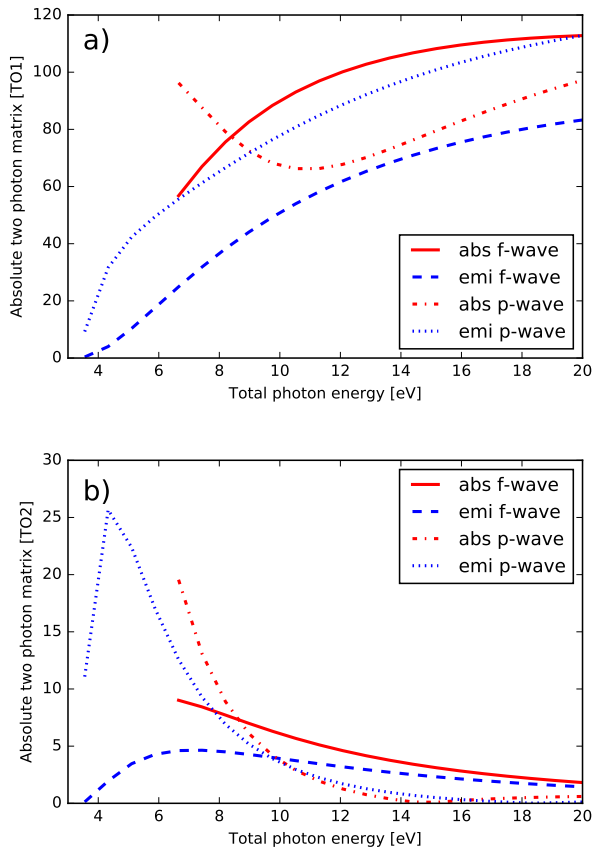 120
100
80
60
40
20
0
Absolute two photon matrix [TO1]
a)
abs f-wave
emi f-wave
abs p-wave
emi p-wave
4 6 8 10 12 14 16 18 20
Total photon energy [eV]
30
25
20
15
10
5
0
Absolute two photon matrix [TO2]
b)
abs f-wave
emi f-wave
abs p-wave
emi p-wave
4 6 8 10 12 14 16 18 20
Total photon energy [eV]